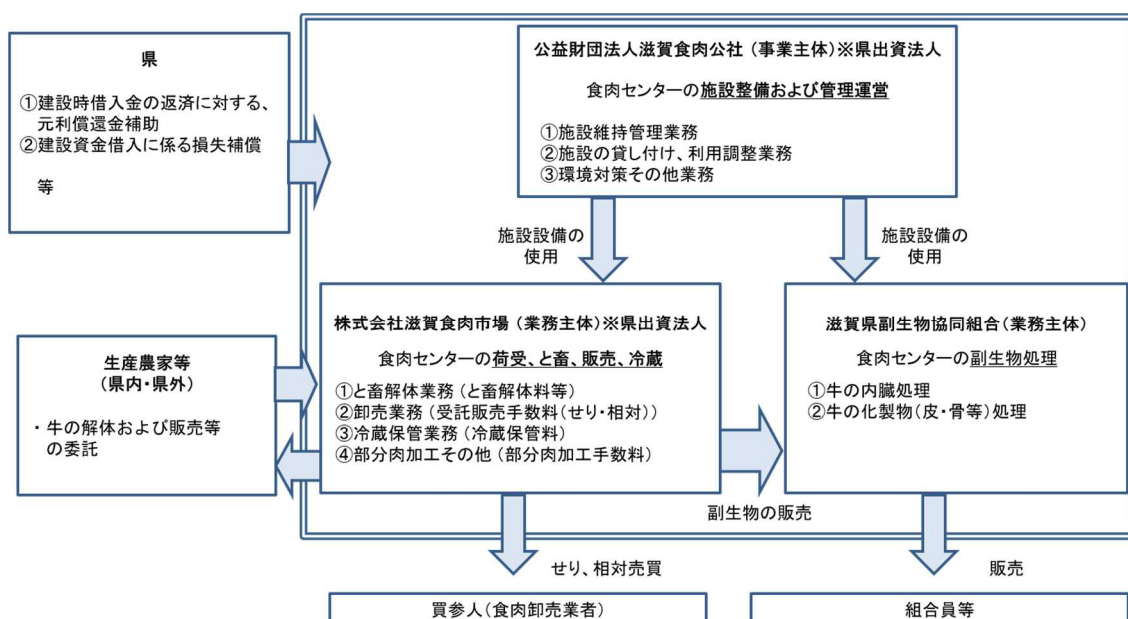 県
①建設時借入金の返済に対する、
元利償還金補助
②建設資金借入に係る損失補償
等
公益財団法人滋賀食肉公社(事業主体)※県出資法人
食肉センターの施設整備および管理運営
①施設維持管理業務
②施設の貸し付け、利用調整業務
③環境対策その他業務
施設設備の
使用
施設設備の
使用
生産農家等
(県内・県外)
・牛の解体および販売等
の委託
株式会社滋賀食肉市場(業務主体)※県出資法人
食肉センターの荷受、と畜、販売、冷蔵
①と畜解体業務(と畜解体料等)
②卸売業務(受託販売手数料(せり・相対))
③冷蔵保管業務(冷蔵保管料)
④部分肉加工その他(部分肉加工手数料)
滋賀県副生物協同組合(業務主体)
食肉センターの副生物処理
①牛の内臓処理
②牛の化製物(皮・骨等)処理
副生物の販売
せり、相対売買
販売
買参人(食肉卸売業者)
組合員等